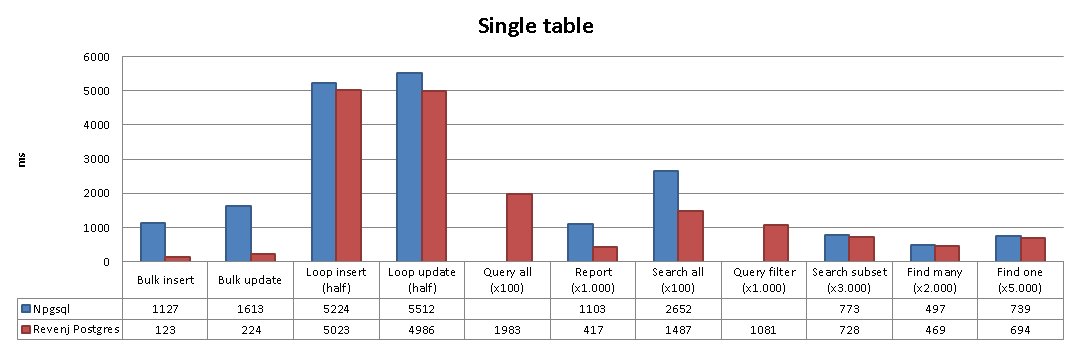 Single table
ms
6000
5000
4000
3000
2000
1000
0
Bulk insert Bulk update Loop insert (half) Loop update (half) Query all (x100) Report (x1.000) Search all (x100) Query filter (x1.000) Search subset (x3.000) Find many (x2.000) Find one (x5.000)
Npgsql 1127 1613 5224 5512 1103 2652 773 497 739
Revenj Postgres 123 224 5023 4986 1983 417 1487 1081 728 469 694